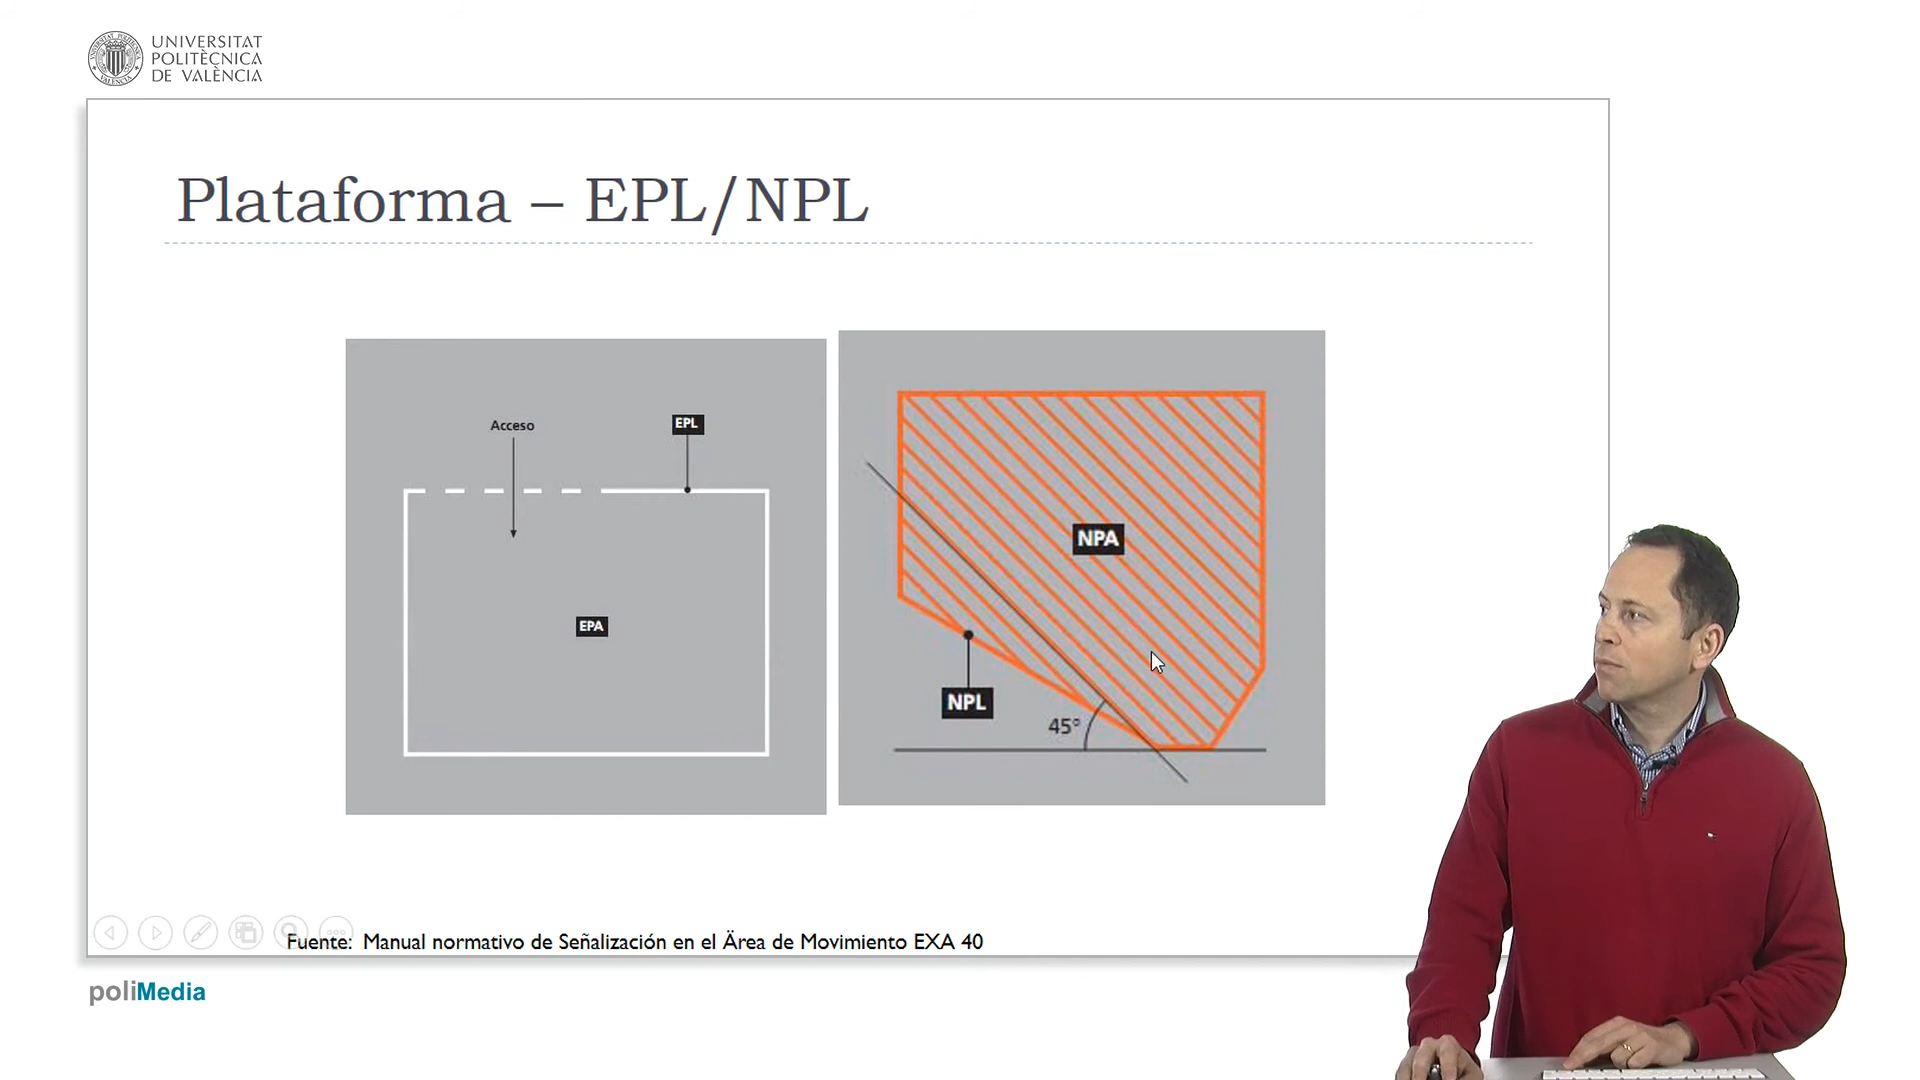 UNIVERSITAT
POLITÈCNICA
DE VALÈNCIA
Plataforma – EPL/NPL
Acceso
EPL
EPA
NPA
NPL
45º
Fuente: Manual normativo de Señalización en el Ärea de Movimiento EXA 40
poliMedia